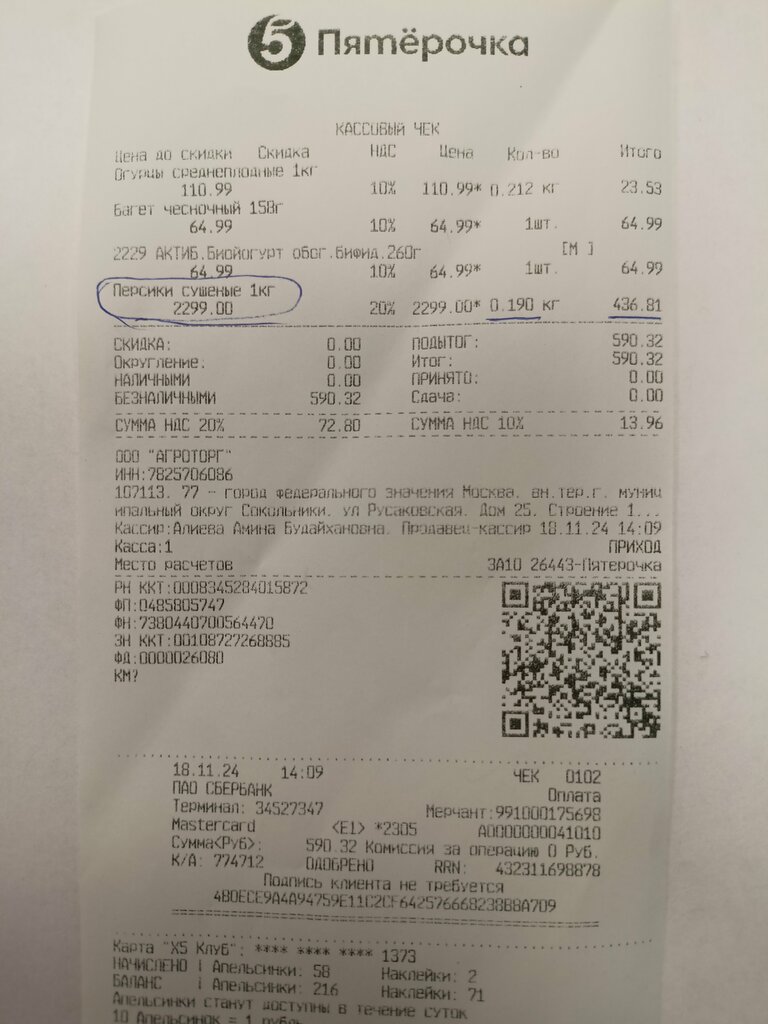 5 Пятёрочка
КАССОВЫЙ ЧЕК
Цена до скидки Скидка НДС Цена Кол-во Итого
Огурцы среднеплодные 1кг
110.99 10% 110.99* 0.212 кг 23.53
Багет чесночный 158г
64.99 10% 64.99* 1шт. 64.99
2229 АКТИБ.Биойогурт обог.бифид.260г [М ]
64.99 10% 64.99* 1шт. 64.99
Персики сушеные 1кг
2299.00 20% 2299.00* 0.190 кг 436.81
СКИДКА: 0.00 ПОДЫТОГ: 590.32
Округление: 0.00 Итог: 590.32
НАЛИЧНЫМИ 0.00 ПРИНЯТО: 0.00
БЕЗНАЛИЧНЫМИ 590.32 Сдача: 0.00
СУММА НДС 20% 72.80 СУММА НДС 10% 13.96
ООО "АГРОТОРГ"
ИНН:7825706086
107113, 77 - город федерального значения Москва, вн.тер.г. муниц
ипальный округ Сокольники, ул Русаковская, Дом 25, Строение 1...
Кассир:Алиева Амина Будайхановна, Продавец-кассир 18.11.24 14:09
Касса:1 ПРИХОД
Место расчетов ЗА10 26443-Пятерочка
РН ККТ:0008345284015872
ФП:0485805747
ФН:7380440700564470
ЗН ККТ:00108727268885
ФД:0000026080
КМ?
18.11.24 14:09 ЧЕК 0102
ПАО СБЕРБАНК Оплата
Терминал: 34527347 Мерчант:991000175698
Mastercard <E1> *2305 A0000000041010
Сумма<Руб>: 590.32 Комиссия за операцию 0 Руб.
К/А: 774712 ОДОБРЕНО RRN: 432311698878
Подпись клиента не требуется
4B0ECE9A4A94759E11C2CF64257666823B8BA709
Карта "X5 Клуб": **** **** **** 1373
НАЧИСЛЕНО i Апельсинки: 58 Наклейки: 2
БАЛАНС i Апельсинки: 216 Наклейки: 71
Апельсинки станут доступны в течение суток
10 Апельсинок = 1 рубль